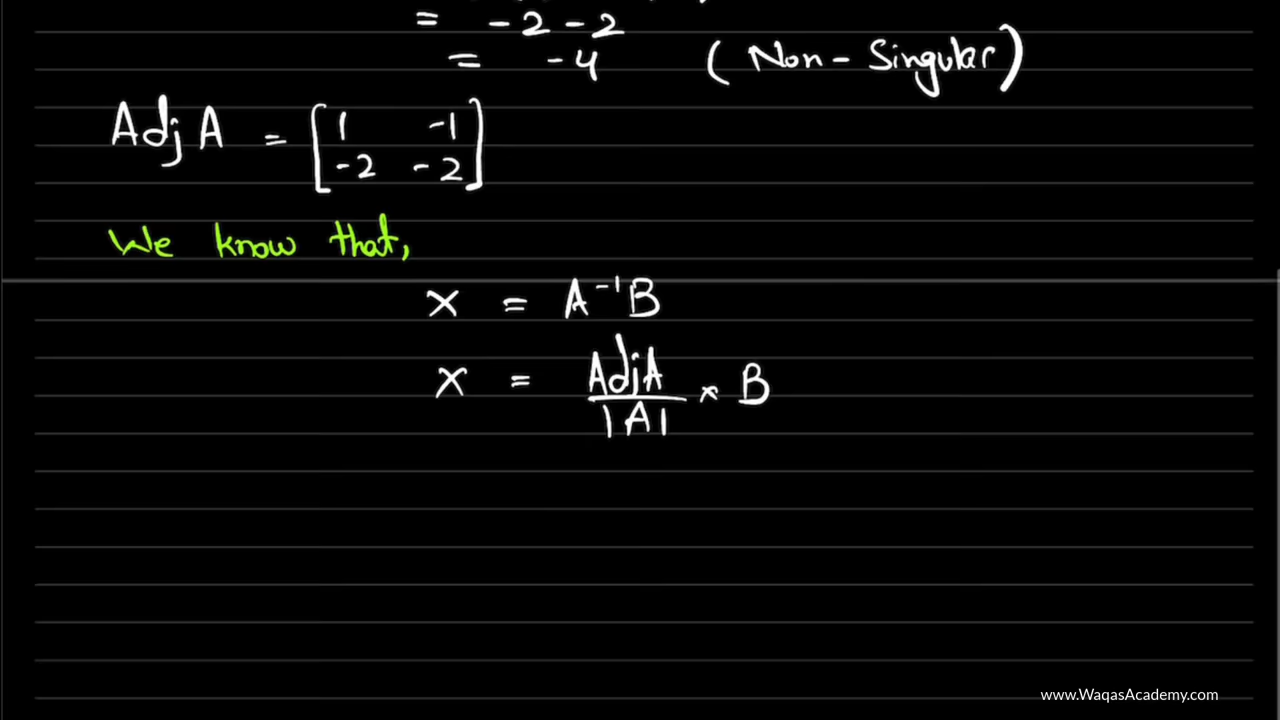 = -2 -2
= -4 (Non-Singular)
Adj A = [1 -1
-2 -2]
We know that,
X = A⁻¹B
X = AdjA/|A| × B
www.WaqasAcademy.com